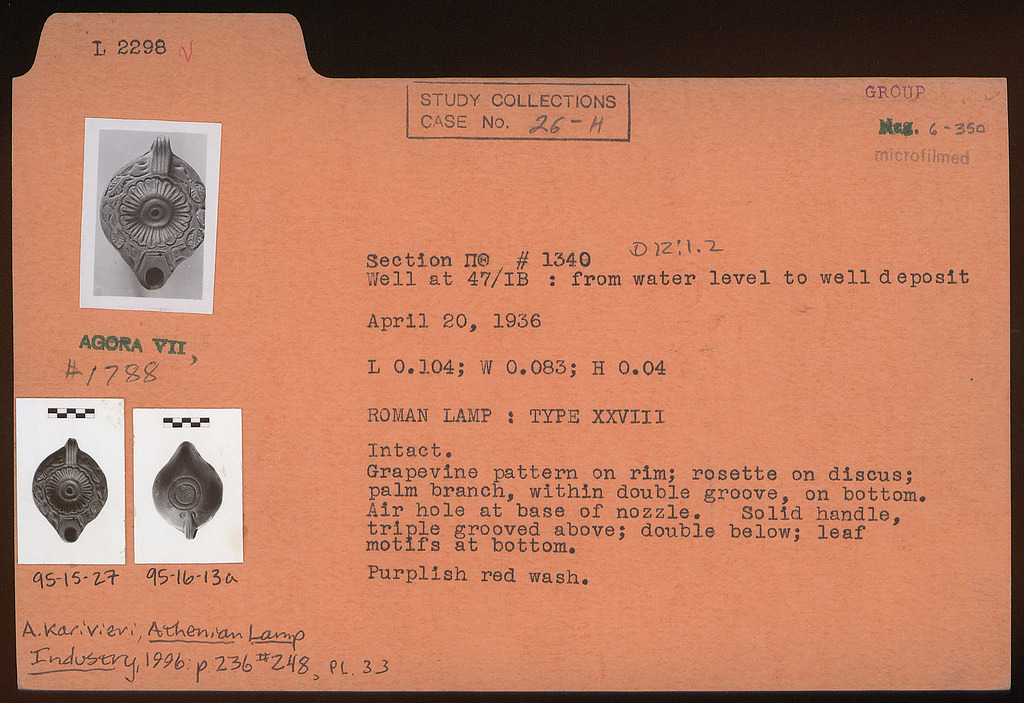 L 2298
STUDY COLLECTIONS
CASE No. 26-H
GROUP
Neg. 6-350
microfilmed
AGORA VII,
#1788
Section ΠΘ # 1340 D12:1.2
Well at 47/ΙΒ : from water level to well deposit
April 20, 1936
L 0.104; W 0.083; H 0.04
ROMAN LAMP : TYPE XXVIII
Intact.
Grapevine pattern on rim; rosette on discus;
palm branch, within double groove, on bottom.
Air hole at base of nozzle. Solid handle,
triple grooved above; double below; leaf
motifs at bottom.
Purplish red wash.
95-15-27
95-16-13a
A. Karivieri, Athenian Lamp
Industry, 1996: p. 236 #248, PL. 33